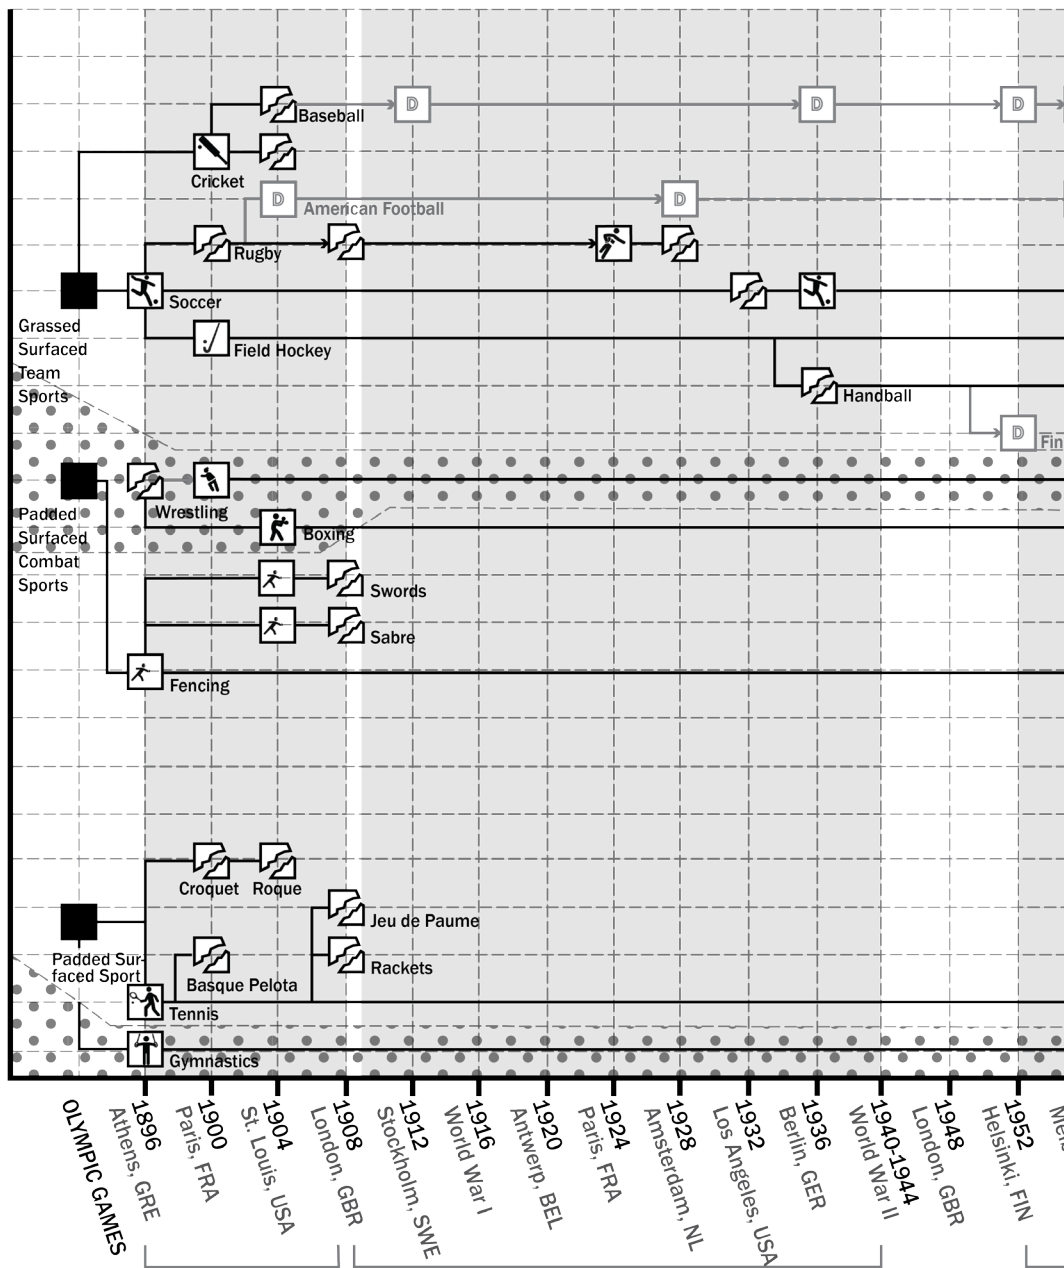 D
D
D
Baseball
Cricket
D
American Football
D
Rugby
Soccer
Grassed
Surfaced
Team
Sports
Field Hockey
Handball
D
Fin
Wrestling
Padded
Surfaced
Combat
Sports
Boxing
Swords
Sabre
Fencing
Croquet
Roque
Jeu de Paume
Padded Sur-
faced Sport
Rackets
Basque Pelota
Tennis
Gymnastics
OLYMPIC GAMES
1896
Athens, GRE
1900
Paris, FRA
1904
St. Louis, USA
1908
London, GBR
1912
Stockholm, SWE
1916
World War I
1920
Antwerp, BEL
1924
Paris, FRA
1928
Amsterdam, NL
1932
Los Angeles, USA
1936
Berlin, GER
1940-1944
World War II
1948
London, GBR
1952
Helsinki, FIN